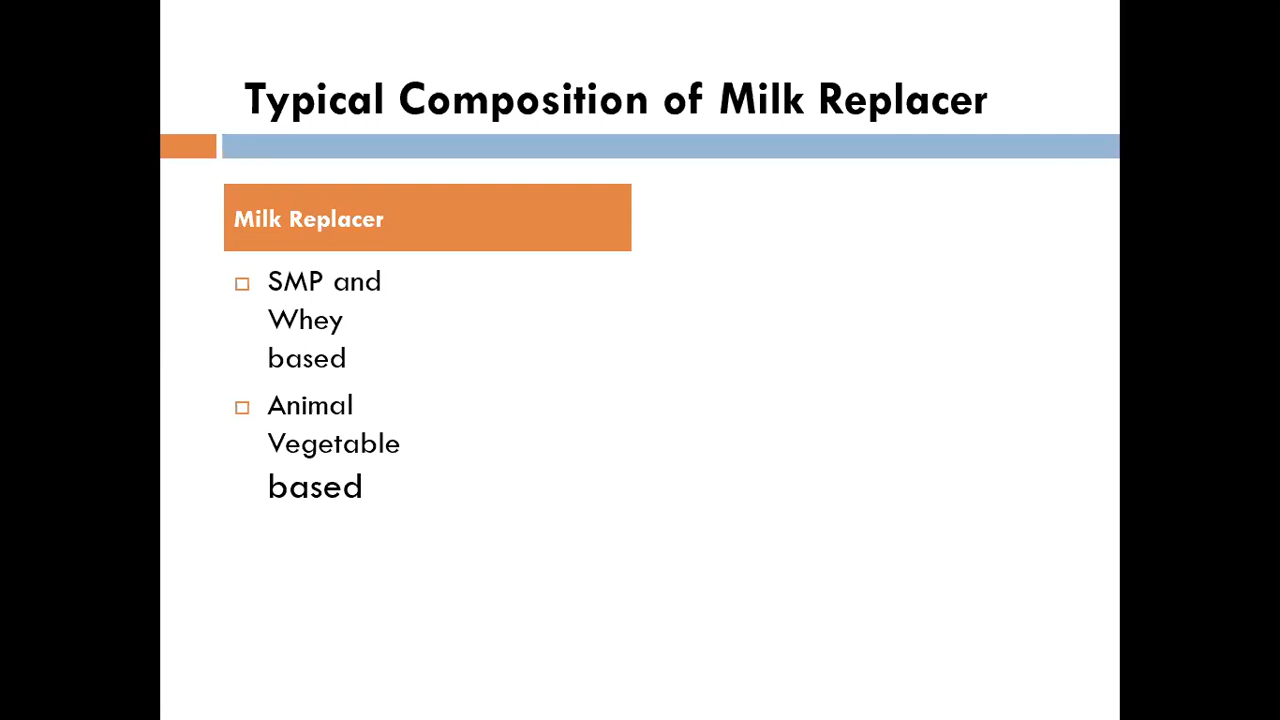 Typical Composition of Milk Replacer
Milk Replacer
SMP and
Whey
based
Animal
Vegetable
based